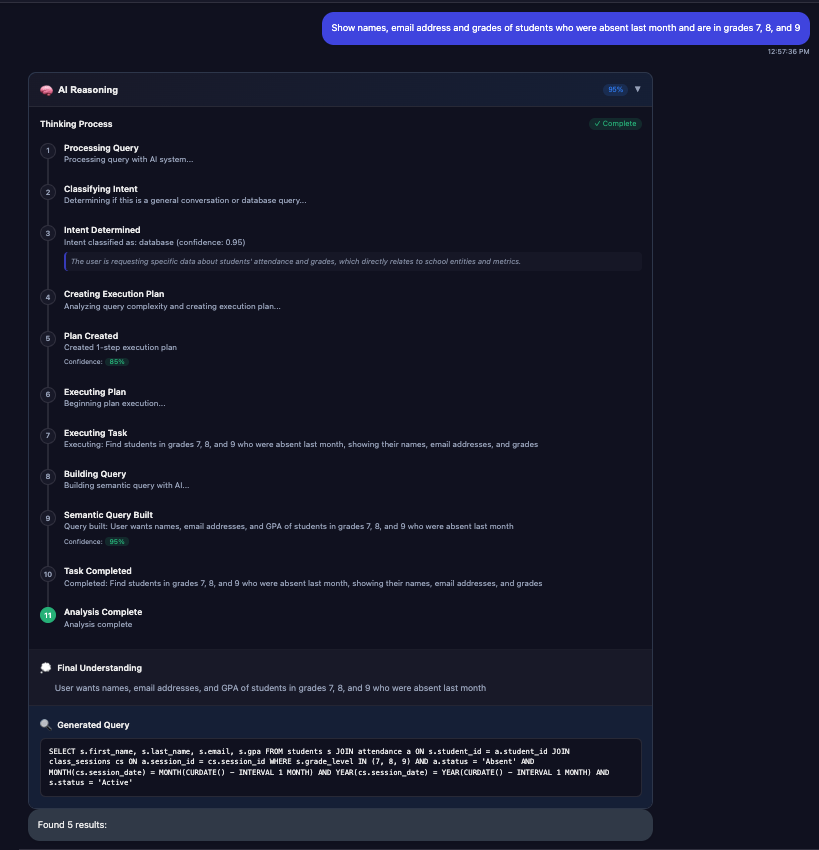 Show names, email address and grades of students who were absent last month and are in grades 7, 8, and 9
12:57:36 PM
AI Reasoning
95%
▼
Thinking Process
✓ Complete
1
Processing Query
Processing query with AI system...
2
Classifying Intent
Determining if this is a general conversation or database query...
3
Intent Determined
Intent classified as: database (confidence: 0.95)
The user is requesting specific data about students' attendance and grades, which directly relates to school entities and metrics.
4
Creating Execution Plan
Analyzing query complexity and creating execution plan...
5
Plan Created
Created 1-step execution plan
Confidence: 85%
6
Executing Plan
Beginning plan execution...
7
Executing Task
Executing: Find students in grades 7, 8, and 9 who were absent last month, showing their names, email addresses, and grades
8
Building Query
Building semantic query with AI...
9
Semantic Query Built
Query built: User wants names, email addresses, and GPA of students in grades 7, 8, and 9 who were absent last month
Confidence: 95%
10
Task Completed
Completed: Find students in grades 7, 8, and 9 who were absent last month, showing their names, email addresses, and grades
11
Analysis Complete
Analysis complete
Final Understanding
User wants names, email addresses, and GPA of students in grades 7, 8, and 9 who were absent last month
Generated Query
SELECT s.first_name, s.last_name, s.email, s.gpa FROM students s JOIN attendance a ON s.student_id = a.student_id JOIN
class_sessions cs ON a.session_id = cs.session_id WHERE s.grade_level IN (7, 8, 9) AND a.status = 'Absent' AND
MONTH(cs.session_date) = MONTH(CURDATE() - INTERVAL 1 MONTH) AND YEAR(cs.session_date) = YEAR(CURDATE() - INTERVAL 1 MONTH) AND
s.status = 'Active'
Found 5 results: